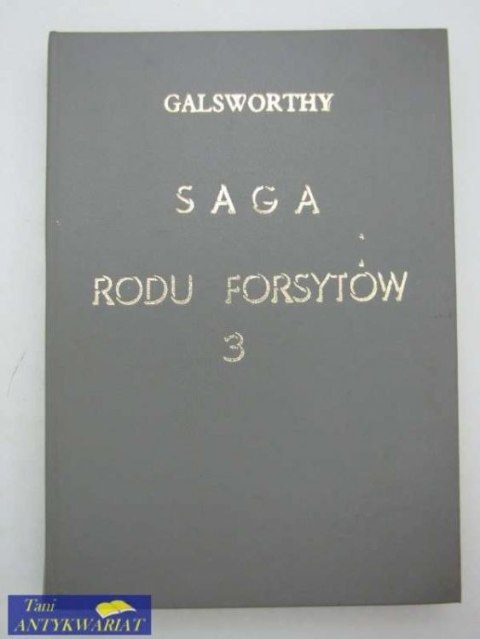 GALSWORTHY
SAGA
RODU FORSYTÓW
3
Tani
ANTYKWARIAT